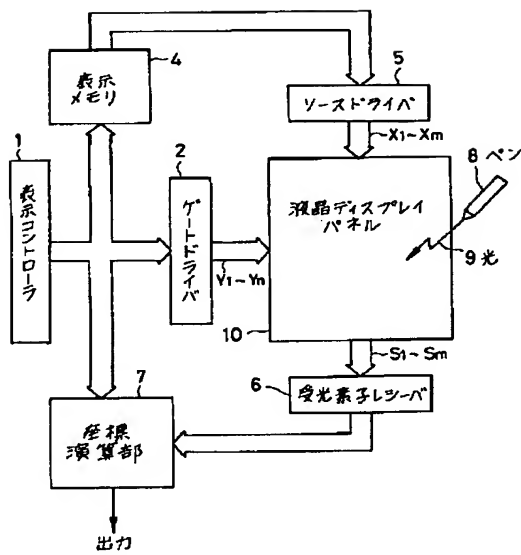 4
表示
メモリ
5
ソースドライバ
X1~Xm
1
表示コントローラ
2
ゲートドライバ
Y1~Yn
液晶ディスプレイ
パネル
8 ペン
9 光
10
S1~Sm
6
受光素子レシーバ
7
座標
演算部
出力